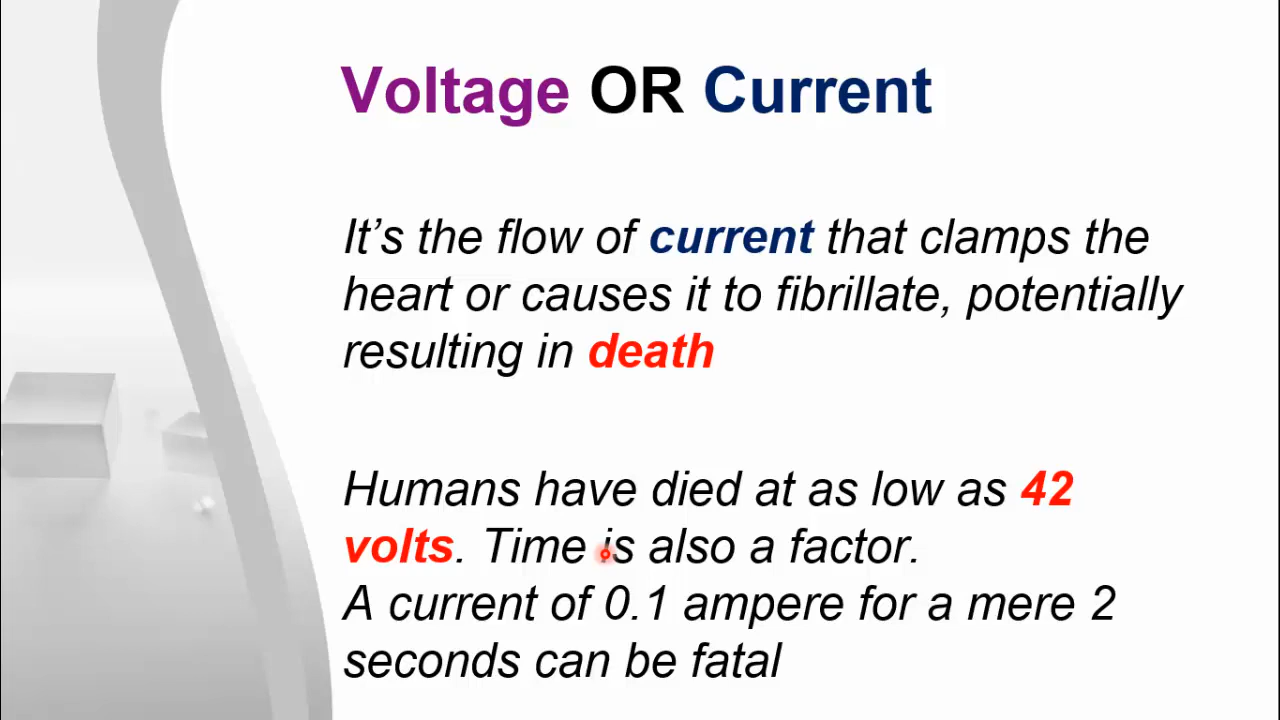 Voltage OR Current
It’s the flow of current that clamps the
heart or causes it to fibrillate, potentially
resulting in death
Humans have died at as low as 42
volts. Time is also a factor.
A current of 0.1 ampere for a mere 2
seconds can be fatal